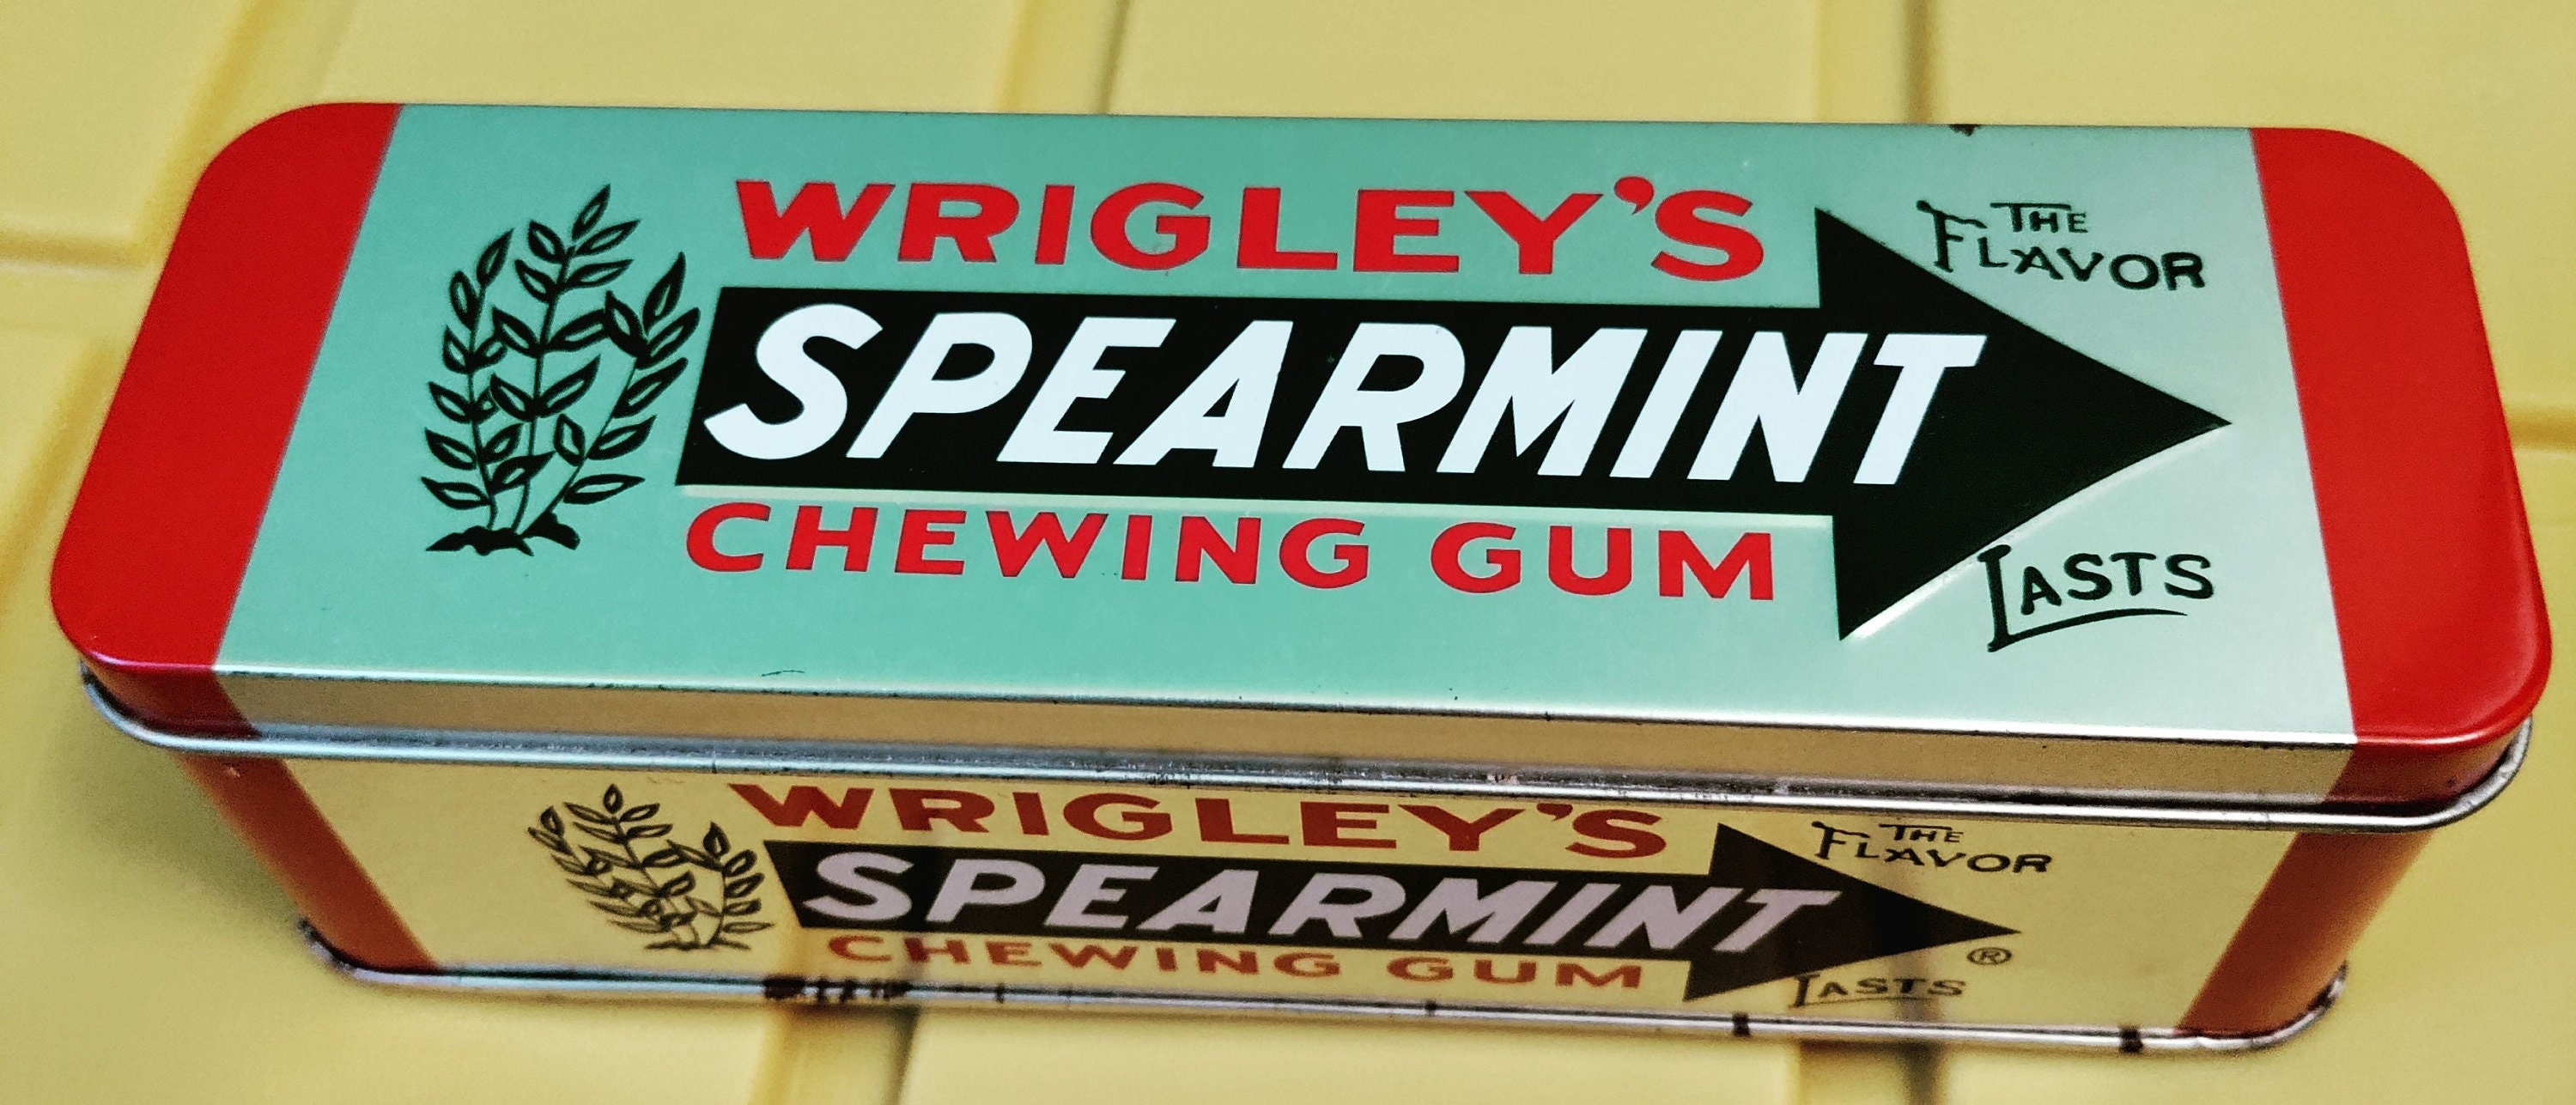 WRIGLEY'S
THE
FLAVOR
SPEARMINT
CHEWING GUM
LASTS
WRIGLEY'S
THE
FLAVOR
SPEARMINT
®
CHEWING GUM
LASTS